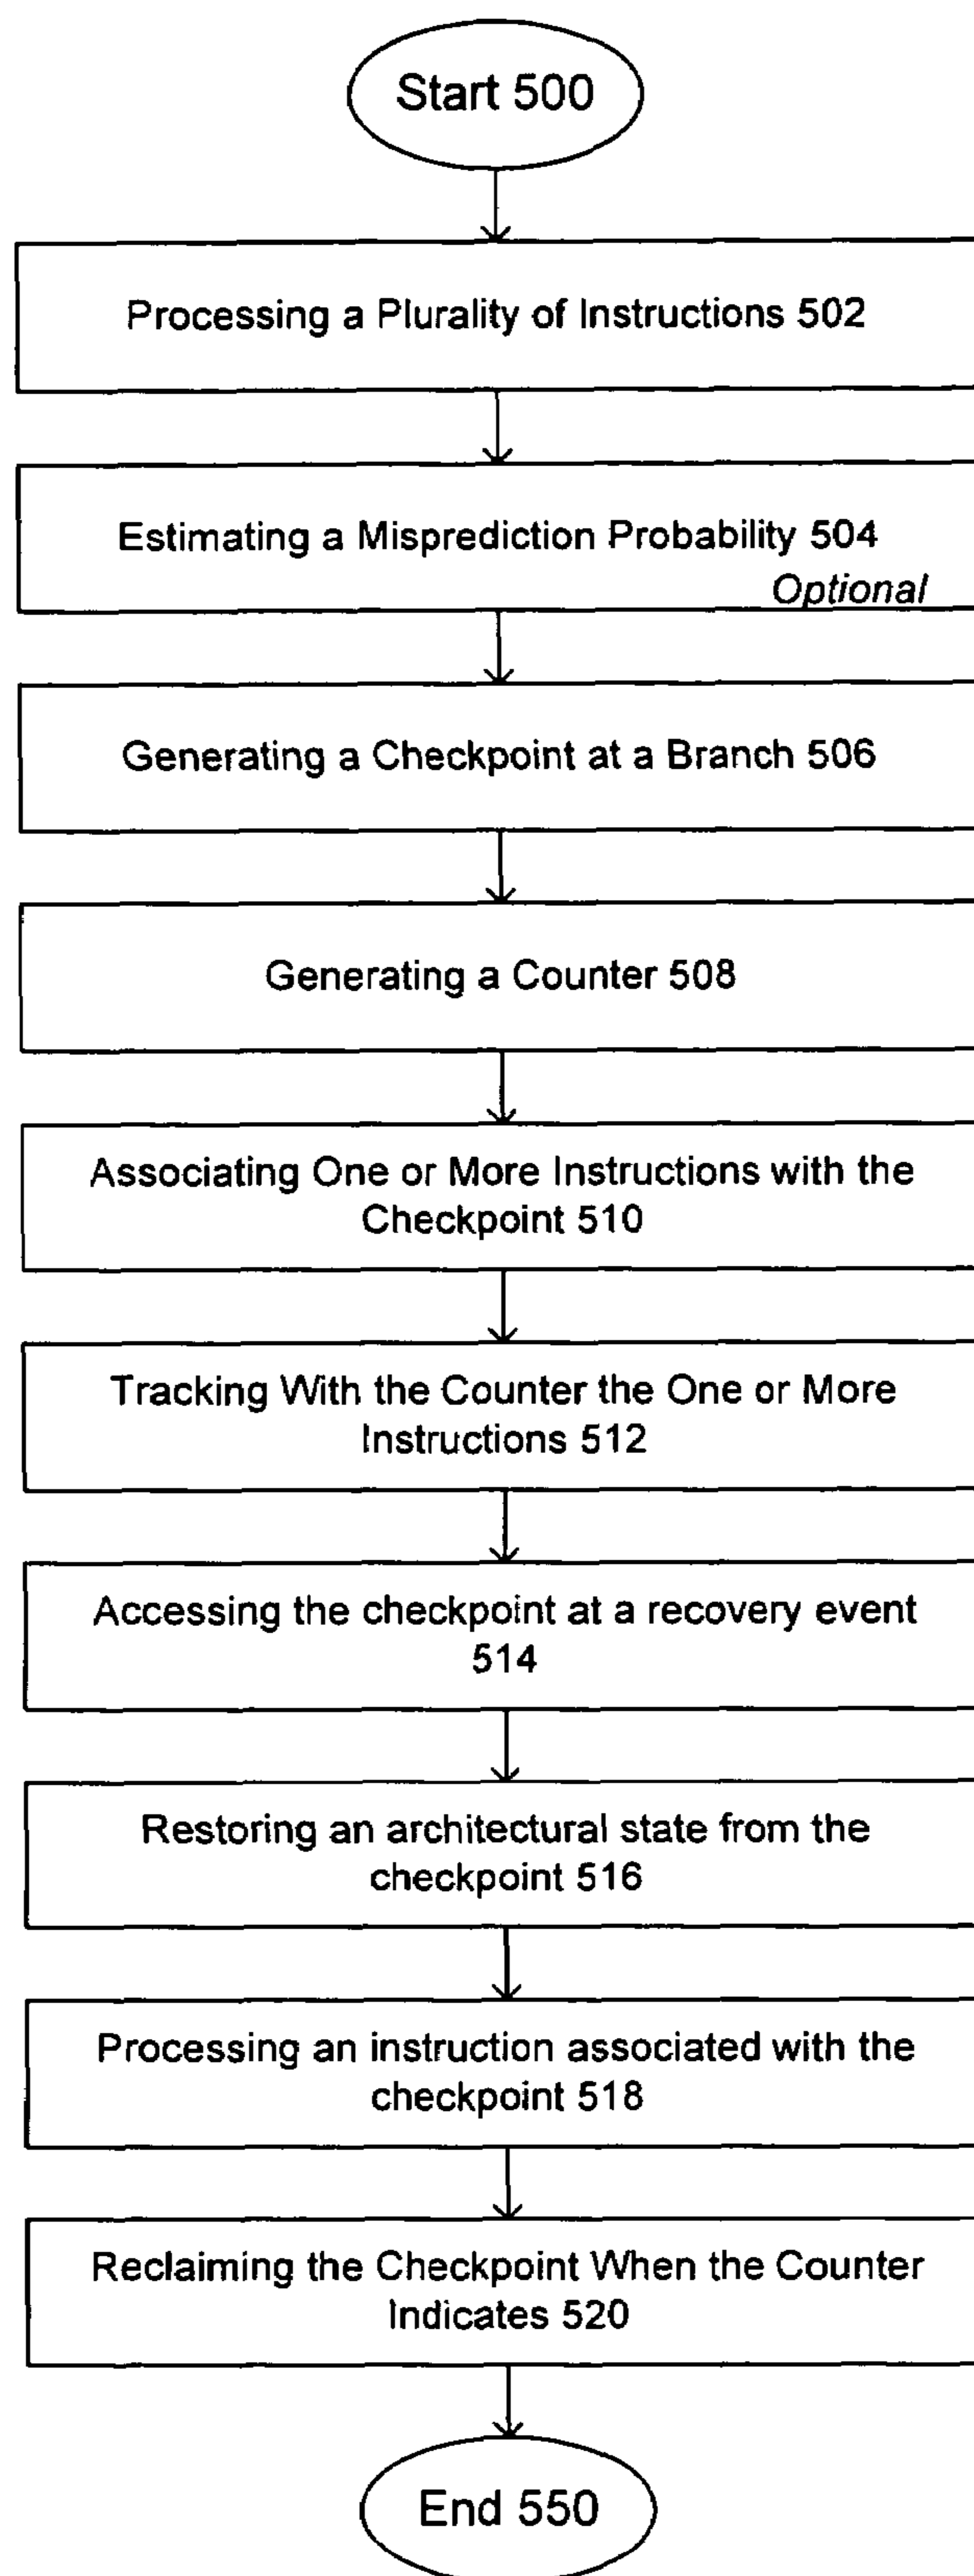 Start 500
Processing a Plurality of Instructions 502
Estimating a Misprediction Probability 504
Optional
Generating a Checkpoint at a Branch 506
Generating a Counter 508
Associating One or More Instructions with the
Checkpoint 510
Tracking With the Counter the One or More
Instructions 512
Accessing the checkpoint at a recovery event
514
Restoring an architectural state from the
checkpoint 516
Processing an instruction associated with the
checkpoint 518
Reclaiming the Checkpoint When the Counter
Indicates 520
End 550